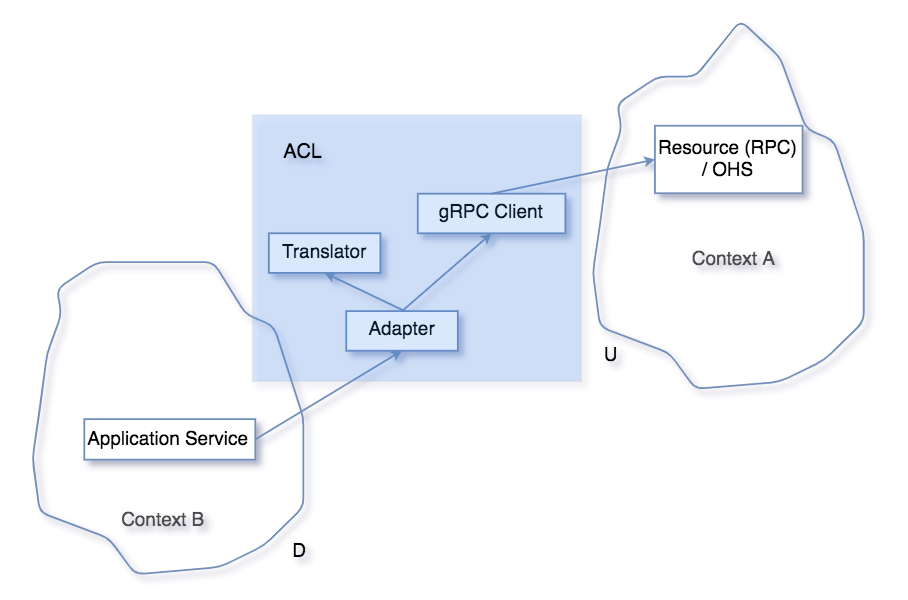 ACL
Resource (RPC)
/ OHS
gRPC Client
Translator
Context A
Adapter
U
Application Service
Context B
D